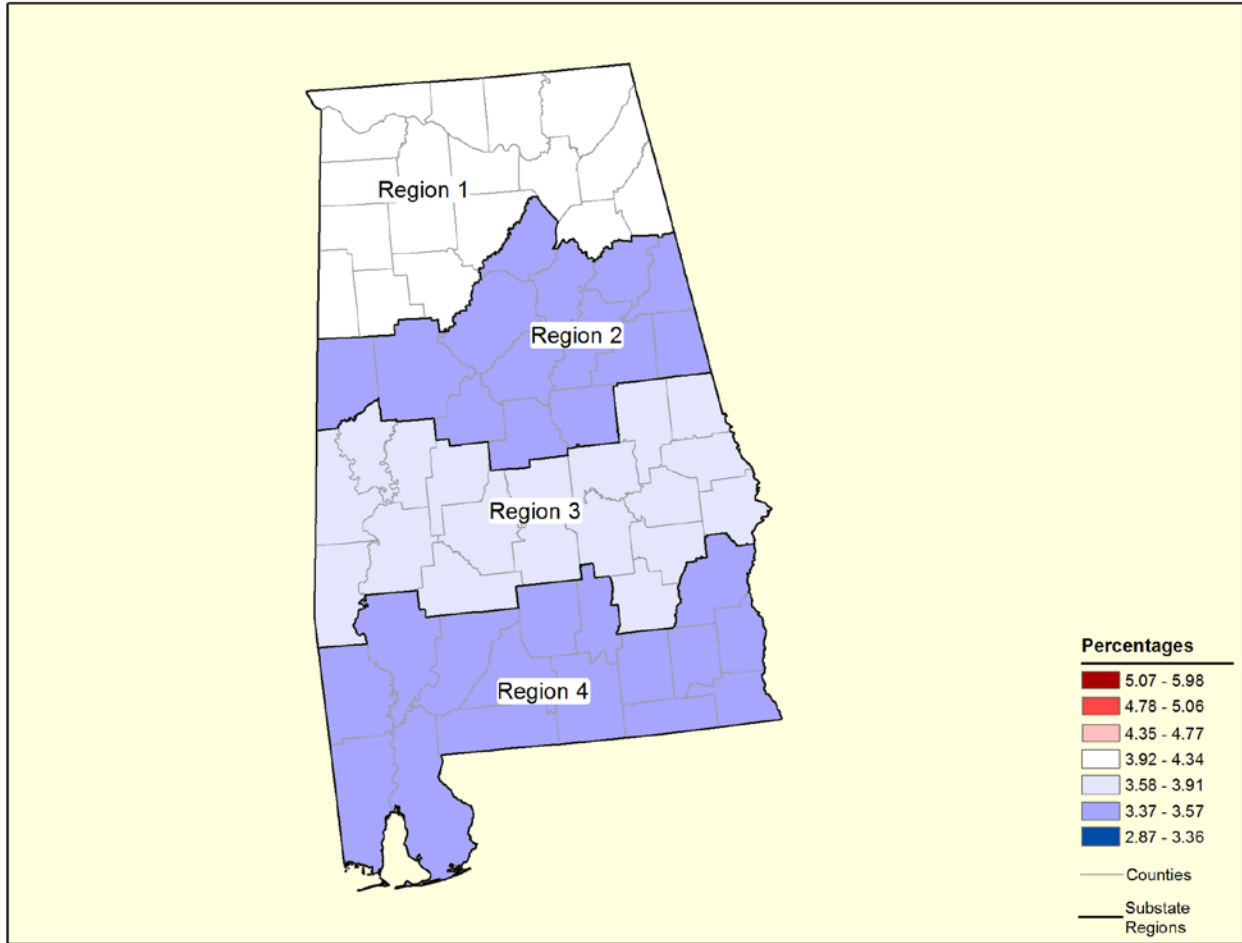 Region 1
Region 2
Region 3
Region 4
Percentages
5.07 - 5.98
4.78 - 5.06
4.35 - 4.77
3.92 - 4.34
3.58 - 3.91
3.37 - 3.57
2.87 - 3.36
Counties
Substate
Regions